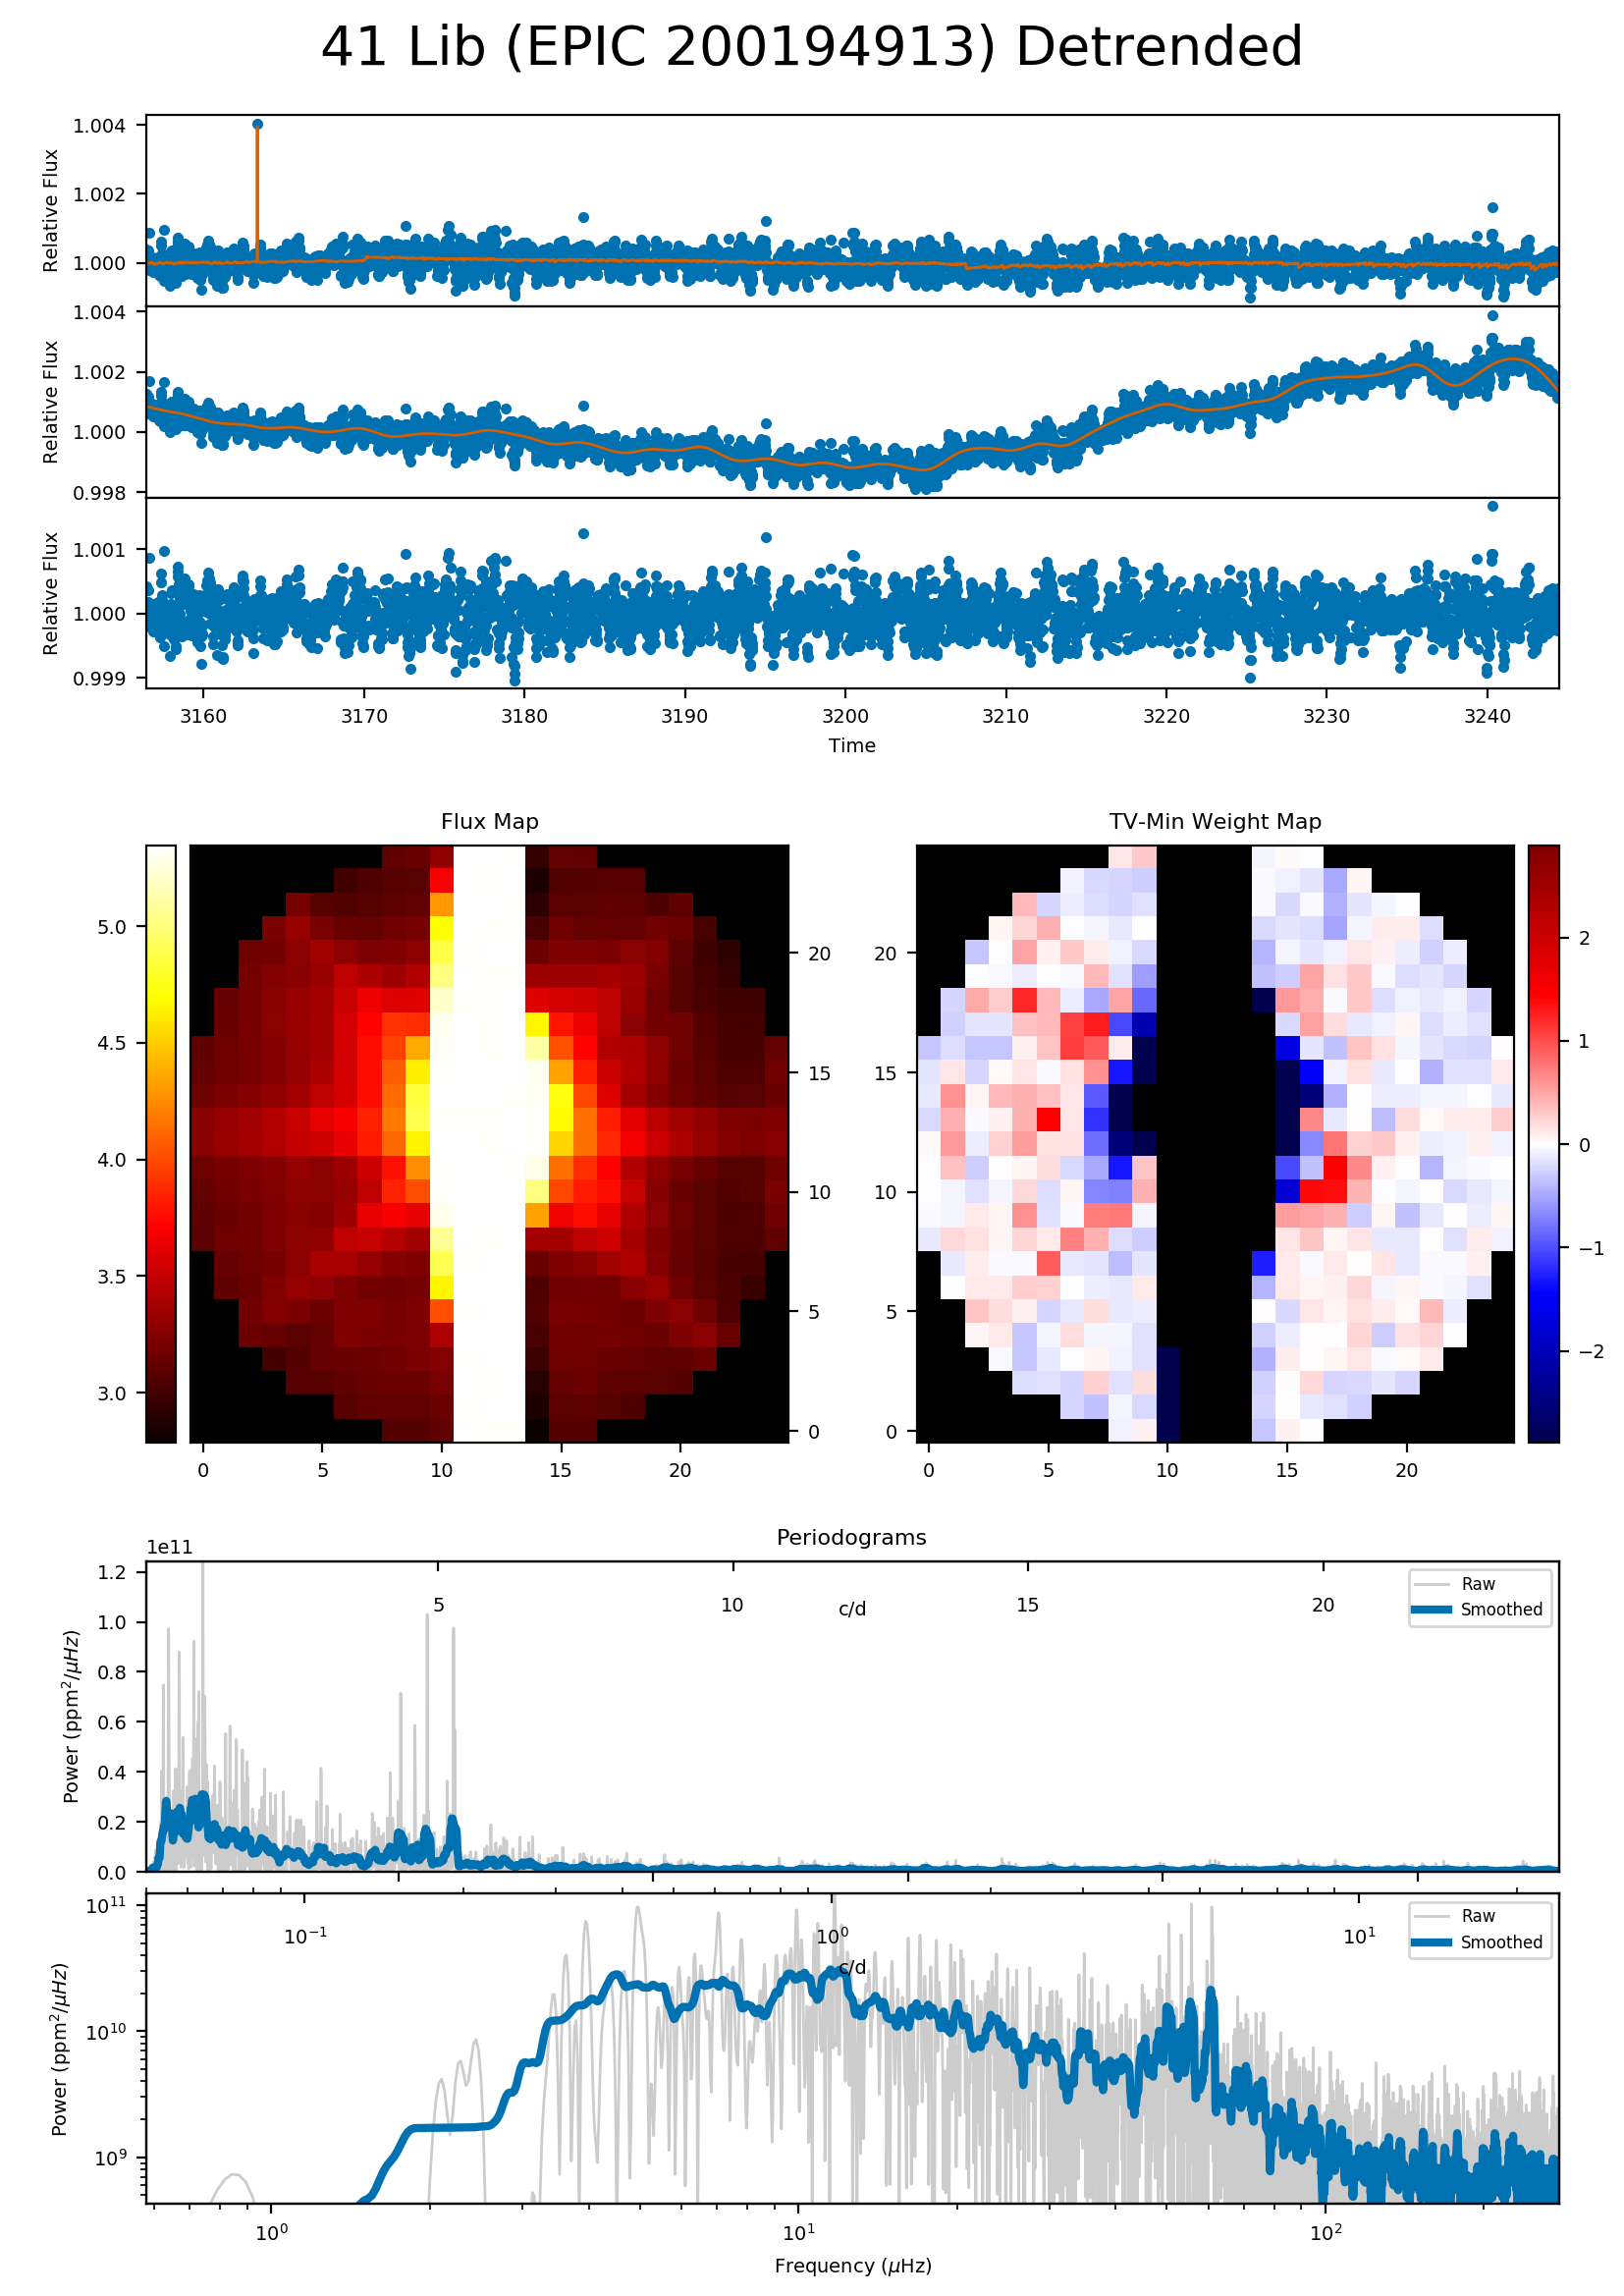 41 Lib (EPIC 200194913) Detrended
1.004
1.002
1.000
Relative Flux
1.004
1.002
1.000
0.998
Relative Flux
1.001
1.000
0.999
Relative Flux
3160 3170 3180 3190 3200 3210 3220 3230 3240
Time
Flux Map
5.0
4.5
4.0
3.5
3.0
20
15
10
5
0
0 5 10 15 20
TV-Min Weight Map
20
15
10
5
0
0 5 10 15 20
2
1
0
−1
−2
Periodograms
1e11
1.2
1.0
0.8
0.6
0.4
0.2
0.0
Power (ppm²/μHz)
5 10 15 20
c/d
Raw
Smoothed
10¹¹
10¹⁰
10⁹
Power (ppm²/μHz)
10⁻¹ 10⁰ 10¹
c/d
Raw
Smoothed
10⁰ 10¹ 10²
Frequency (μHz)